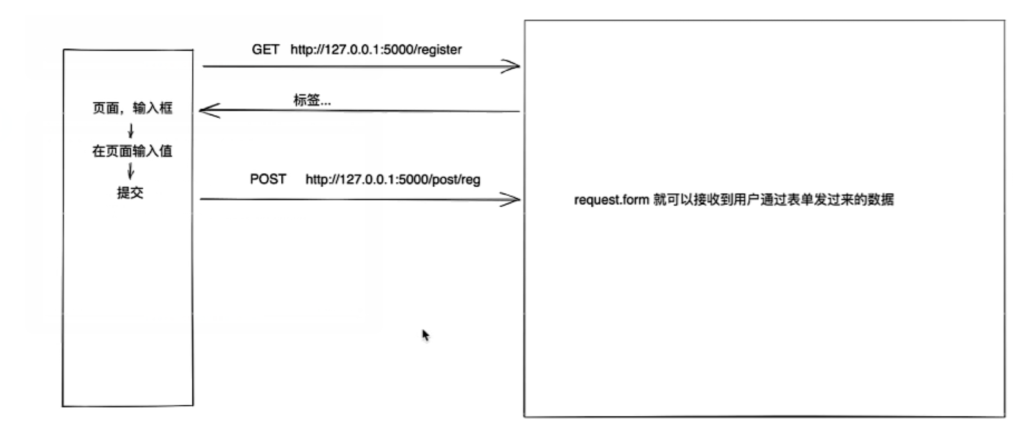 GET http://127.0.0.1:5000/register
标签...
页面，输入框
在页面输入值
提交
POST http://127.0.0.1:5000/post/reg
request.form 就可以接收到用户通过表单发过来的数据